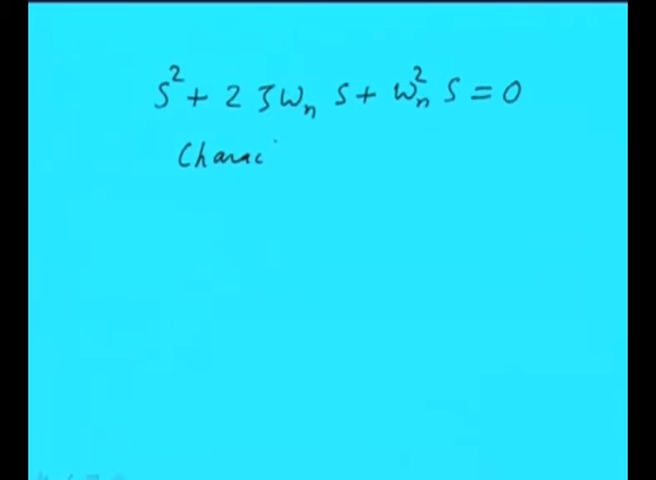 s² + 2ζωₙ s + ωₙ² s = 0
Charac